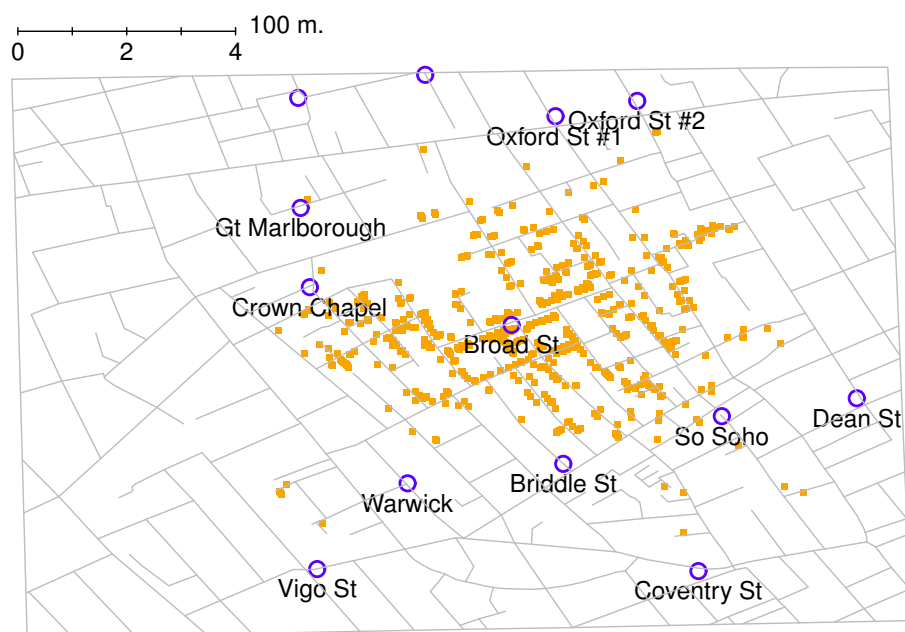 100 m.
0 2 4
Oxford St #2
Oxford St #1
Gt Marlborough
Crown Chapel
Broad St
Dean St
So Soho
Briddle St
Warwick
Vigo St
Coventry St